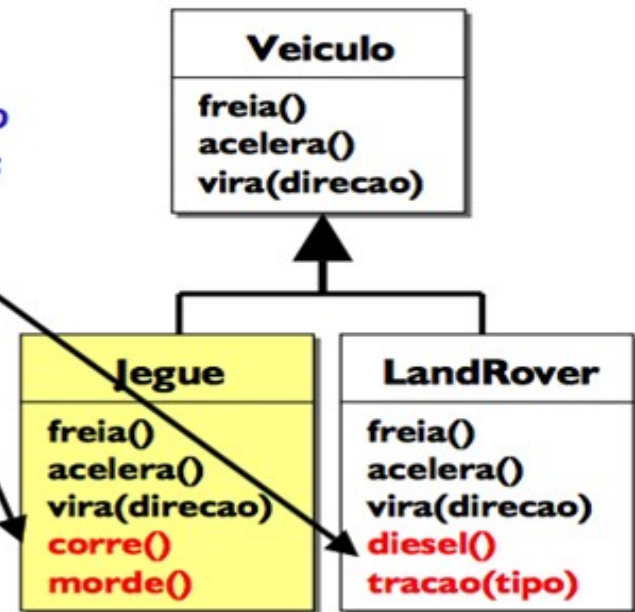 Veiculo
freia()
acelera()
vira(direcao)
Jegue
freia()
acelera()
vira(direcao)
corre()
morde()
LandRover
freia()
acelera()
vira(direcao)
diesel()
tracao(tipo)